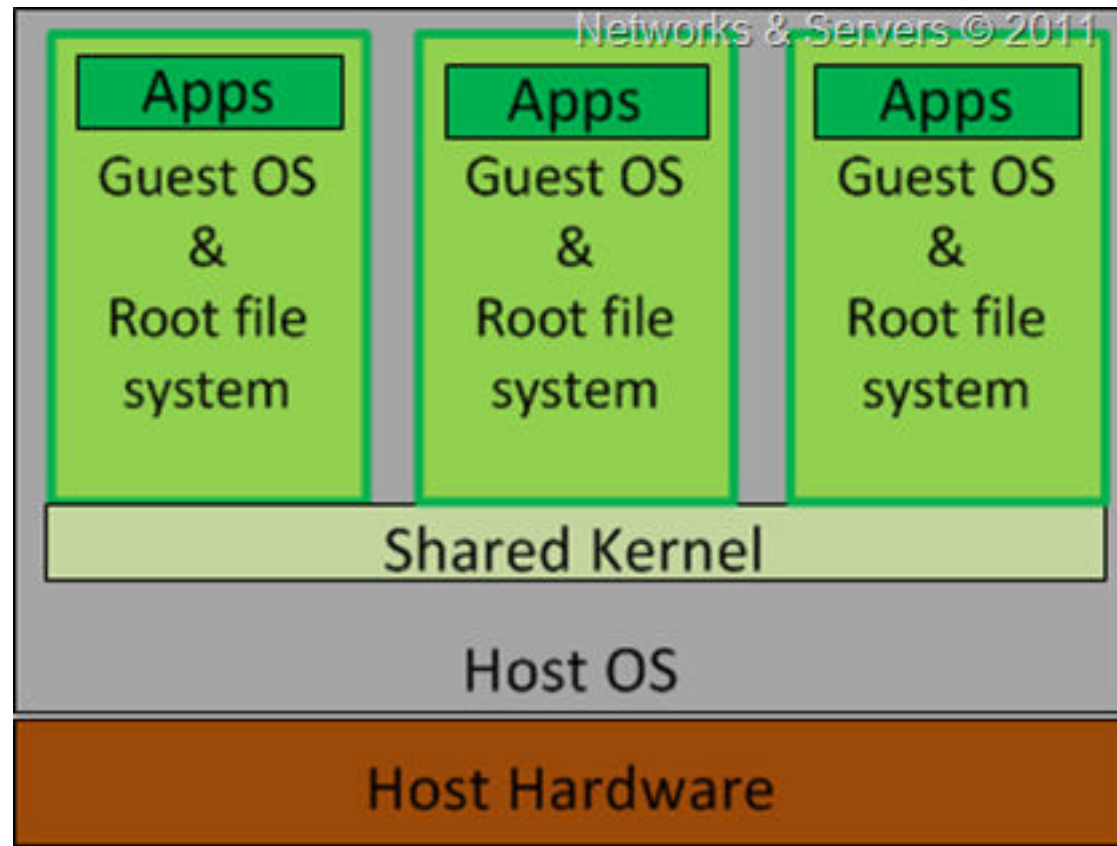 Networks & Servers © 2011
Apps
Guest OS
&
Root file
system
Apps
Guest OS
&
Root file
system
Apps
Guest OS
&
Root file
system
Shared Kernel
Host OS
Host Hardware